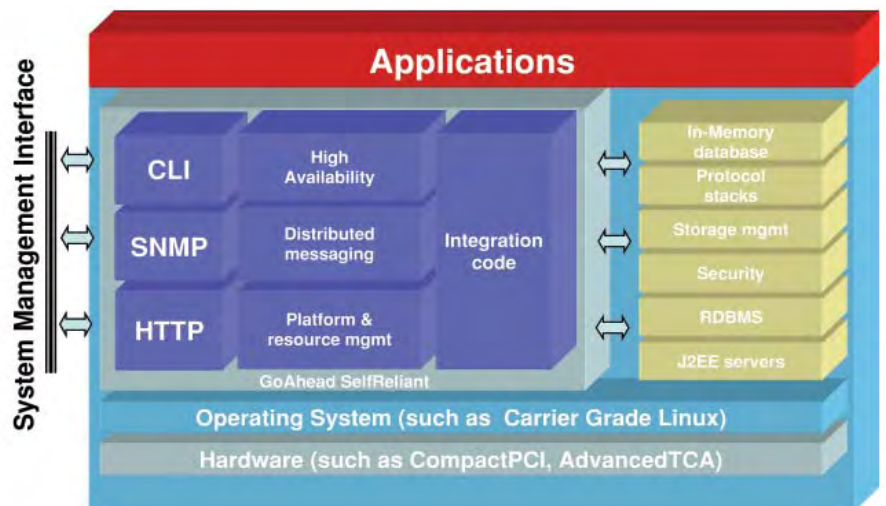 Applications
System Management Interface
CLI
High
Availability
SNMP
Distributed
messaging
HTTP
Platform &
resource mgmt
Integration
code
GoAhead SelfReliant
In-Memory
database
Protocol
stacks
Storage mgmt
Security
RDBMS
J2EE servers
Operating System (such as Carrier Grade Linux)
Hardware (such as CompactPCI, AdvancedTCA)